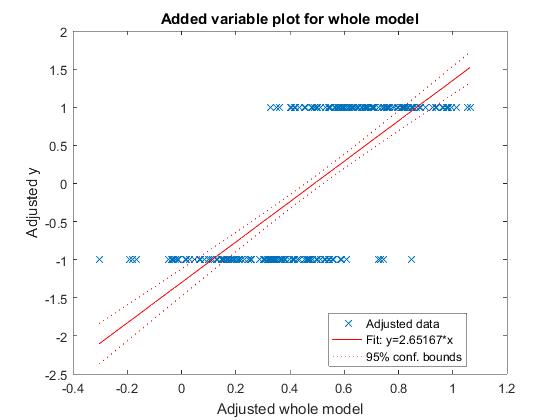 Added variable plot for whole model
2
1.5
1
0.5
0
-0.5
-1
-1.5
-2
-2.5
Adjusted y
Adjusted data
Fit: y=2.65167*x
95% conf. bounds
-0.4 -0.2 0 0.2 0.4 0.6 0.8 1 1.2
Adjusted whole model